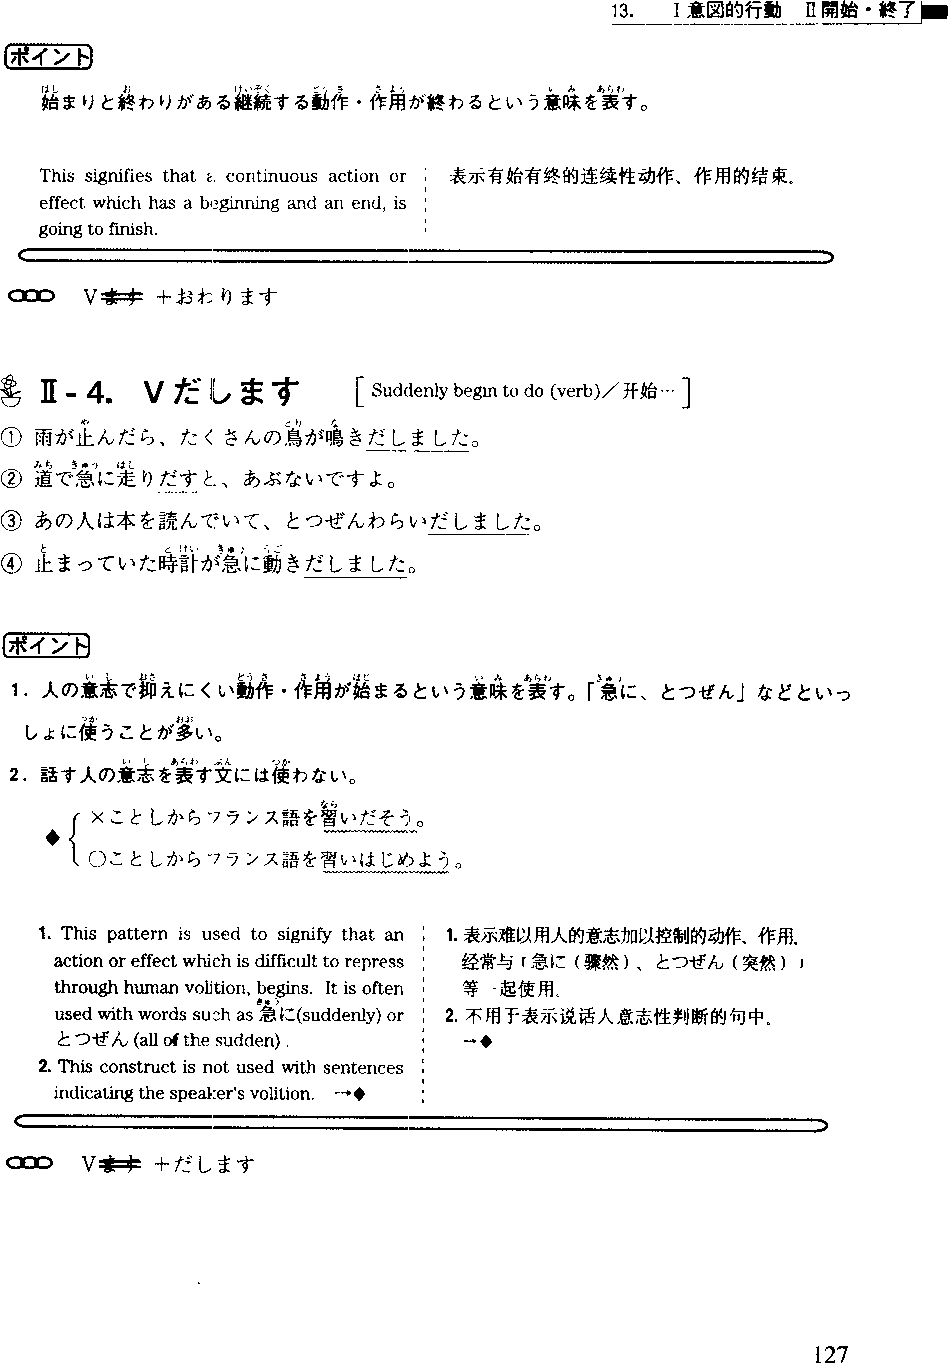 13. Ⅰ意図的行動 Ⅱ開始・終了
ポイント
始まりと終わりがある継続する動作・作用が終わるという意味を表す。
This signifies that a continuous action or
effect which has a beginning and an end, is
going to finish.
表示有始有终的连续性动作、作用的结束。
Vます +おわります
Ⅱ-4. Vだします [Suddenly begin to do (verb)/开始…]
① 雨が止んだら、たくさんの鳥が鳴きだしました。
② 道で急に走りだすと、あぶないですよ。
③ あの人は本を読んでいて、とつぜんわらいだしました。
④ 止まっていた時計が急に動きだしました。
ポイント
1. 人の意志で抑えにくい動作・作用が始まるという意味を表す。「急に、とつぜん」などといっ
しょに使うことが多い。
2. 話す人の意志を表す文には使わない。
◆ ×ことしからフランス語を習いだそう。
○ことしからフランス語を習いはじめよう。
1. This pattern is used to signify that an
action or effect which is difficult to repress
through human volition, begins. It is often
used with words such as 急に(suddenly) or
とつぜん (all of the sudden).
2. This construct is not used with sentences
indicating the speaker's volition. →◆
1. 表示难以用人的意志加以控制的动作、作用。
经常与「急に（骤然）、とつぜん（突然）」
等一起使用。
2. 不用于表示说话人意志性判断的句中。
→◆
Vます +だします
127